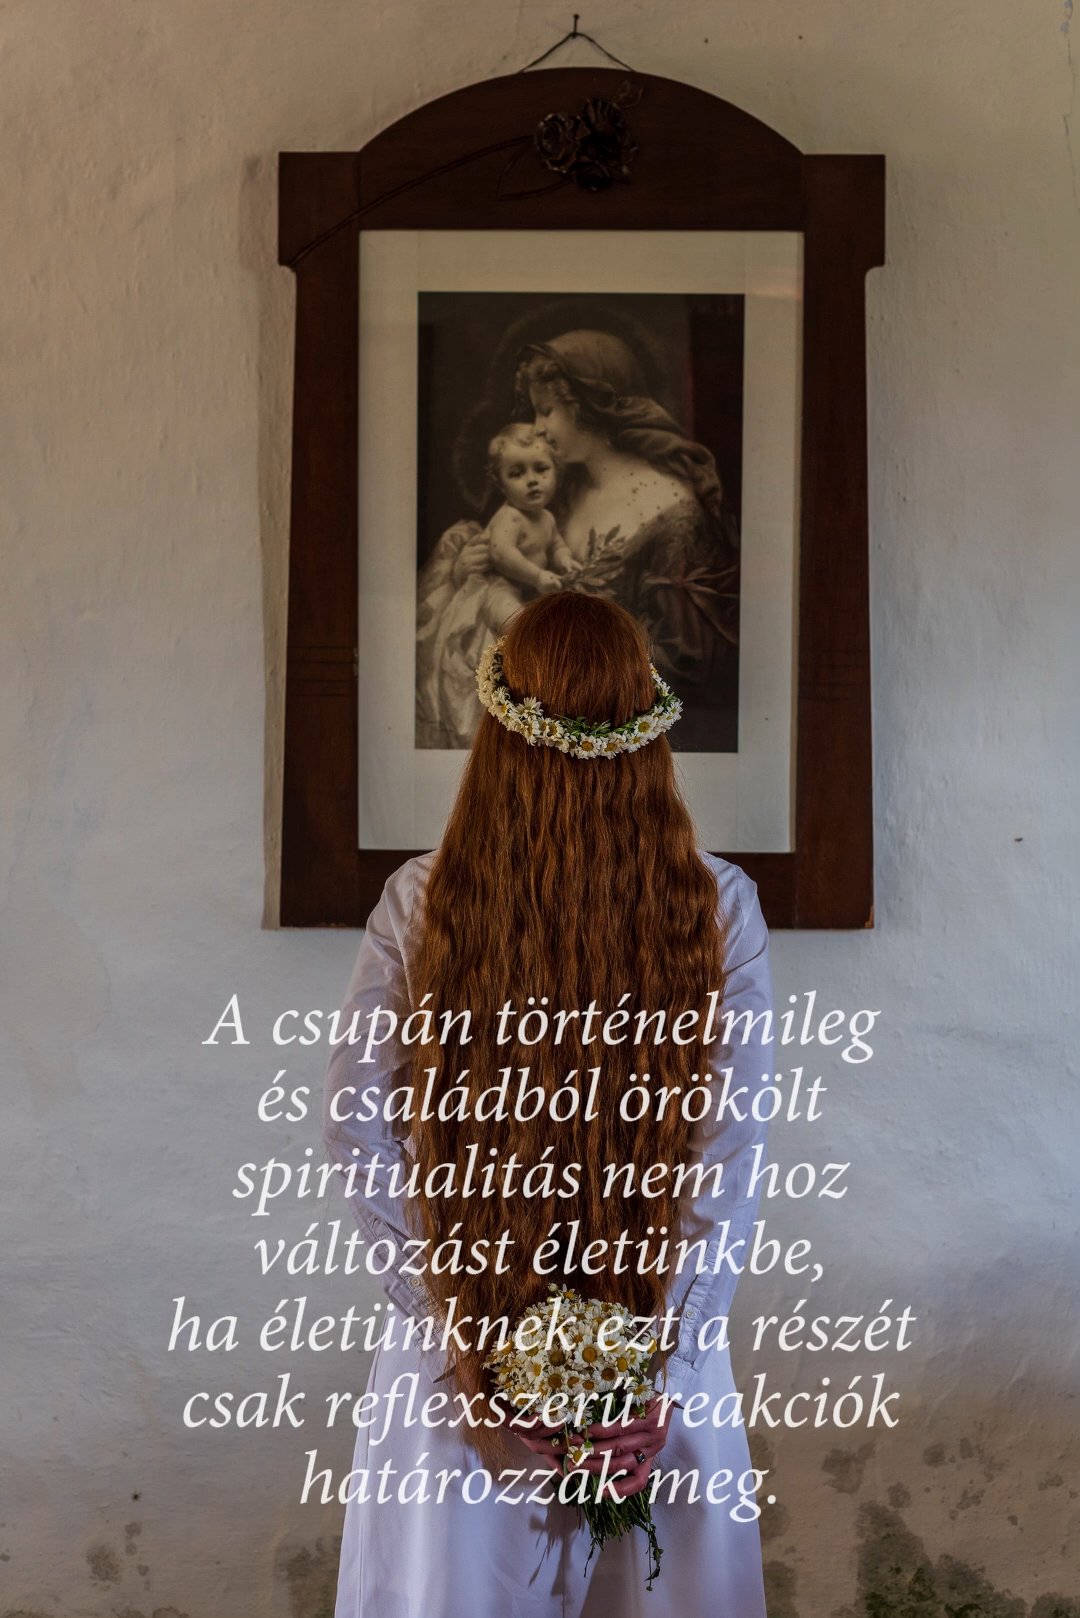 A csupán történelmileg
és családból örökölt
spiritualitás nem hoz
változást életünkbe,
ha életünknek ezt a részét
csak reflexszerű reakciók
határozzák meg.